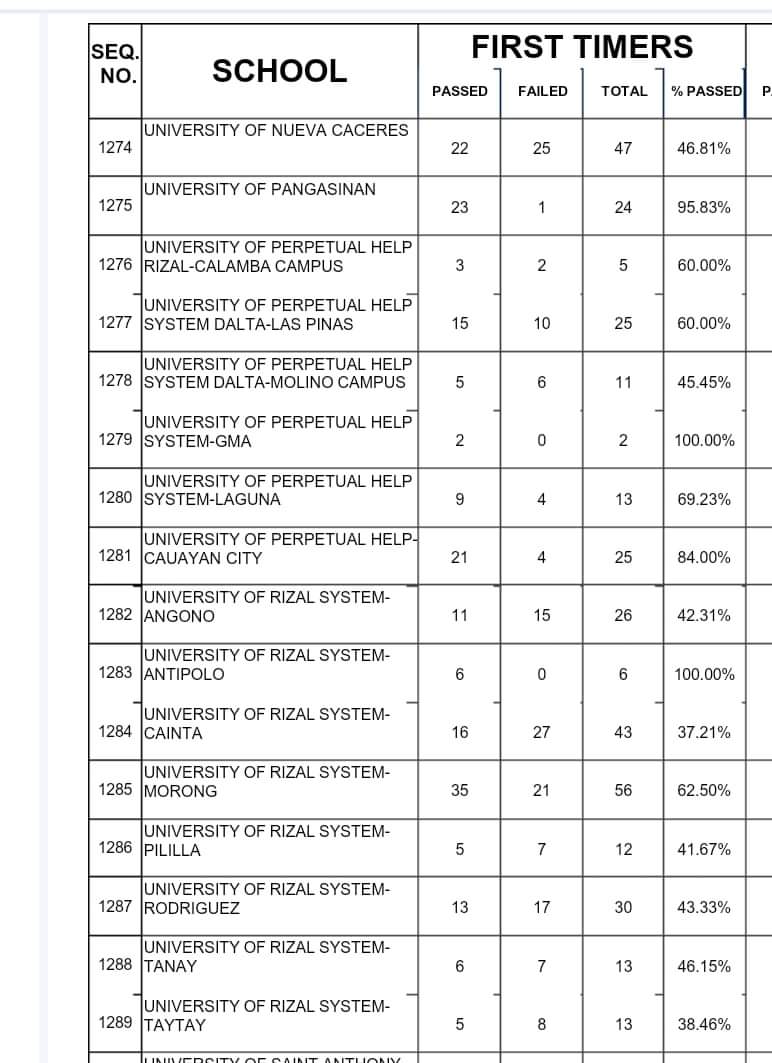 SEQ. NO. SCHOOL FIRST TIMERS
PASSED FAILED TOTAL % PASSED P
1274 UNIVERSITY OF NUEVA CACERES 22 25 47 46.81%
1275 UNIVERSITY OF PANGASINAN 23 1 24 95.83%
UNIVERSITY OF PERPETUAL HELP
1276 RIZAL-CALAMBA CAMPUS 3 2 5 60.00%
UNIVERSITY OF PERPETUAL HELP
1277 SYSTEM DALTA-LAS PINAS 15 10 25 60.00%
UNIVERSITY OF PERPETUAL HELP
1278 SYSTEM DALTA-MOLINO CAMPUS 5 6 11 45.45%
UNIVERSITY OF PERPETUAL HELP
1279 SYSTEM-GMA 2 0 2 100.00%
UNIVERSITY OF PERPETUAL HELP
1280 SYSTEM-LAGUNA 9 4 13 69.23%
UNIVERSITY OF PERPETUAL HELP-
1281 CAUAYAN CITY 21 4 25 84.00%
UNIVERSITY OF RIZAL SYSTEM-
1282 ANGONO 11 15 26 42.31%
UNIVERSITY OF RIZAL SYSTEM-
1283 ANTIPOLO 6 0 6 100.00%
UNIVERSITY OF RIZAL SYSTEM-
1284 CAINTA 16 27 43 37.21%
UNIVERSITY OF RIZAL SYSTEM-
1285 MORONG 35 21 56 62.50%
UNIVERSITY OF RIZAL SYSTEM-
1286 PILILLA 5 7 12 41.67%
UNIVERSITY OF RIZAL SYSTEM-
1287 RODRIGUEZ 13 17 30 43.33%
UNIVERSITY OF RIZAL SYSTEM-
1288 TANAY 6 7 13 46.15%
UNIVERSITY OF RIZAL SYSTEM-
1289 TAYTAY 5 8 13 38.46%
UNIVERSITY OF SAINT ANTHONY